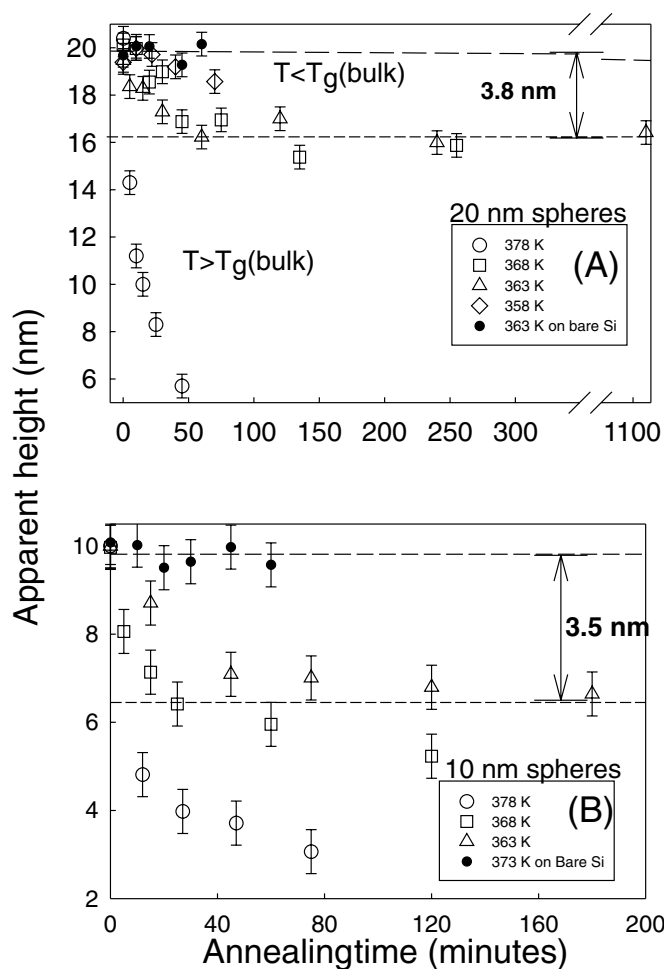 Apparent height (nm)
20
18
16
14
12
10
8
6
T<Tg(bulk)
3.8 nm
T>Tg(bulk)
20 nm spheres
378 K
368 K
363 K
358 K
363 K on bare Si
(A)
0 50 100 150 200 250 300 1100
10
8
6
4
2
3.5 nm
10 nm spheres
378 K
368 K
363 K
373 K on Bare Si
(B)
0 40 80 120 160 200
Annealingtime (minutes)